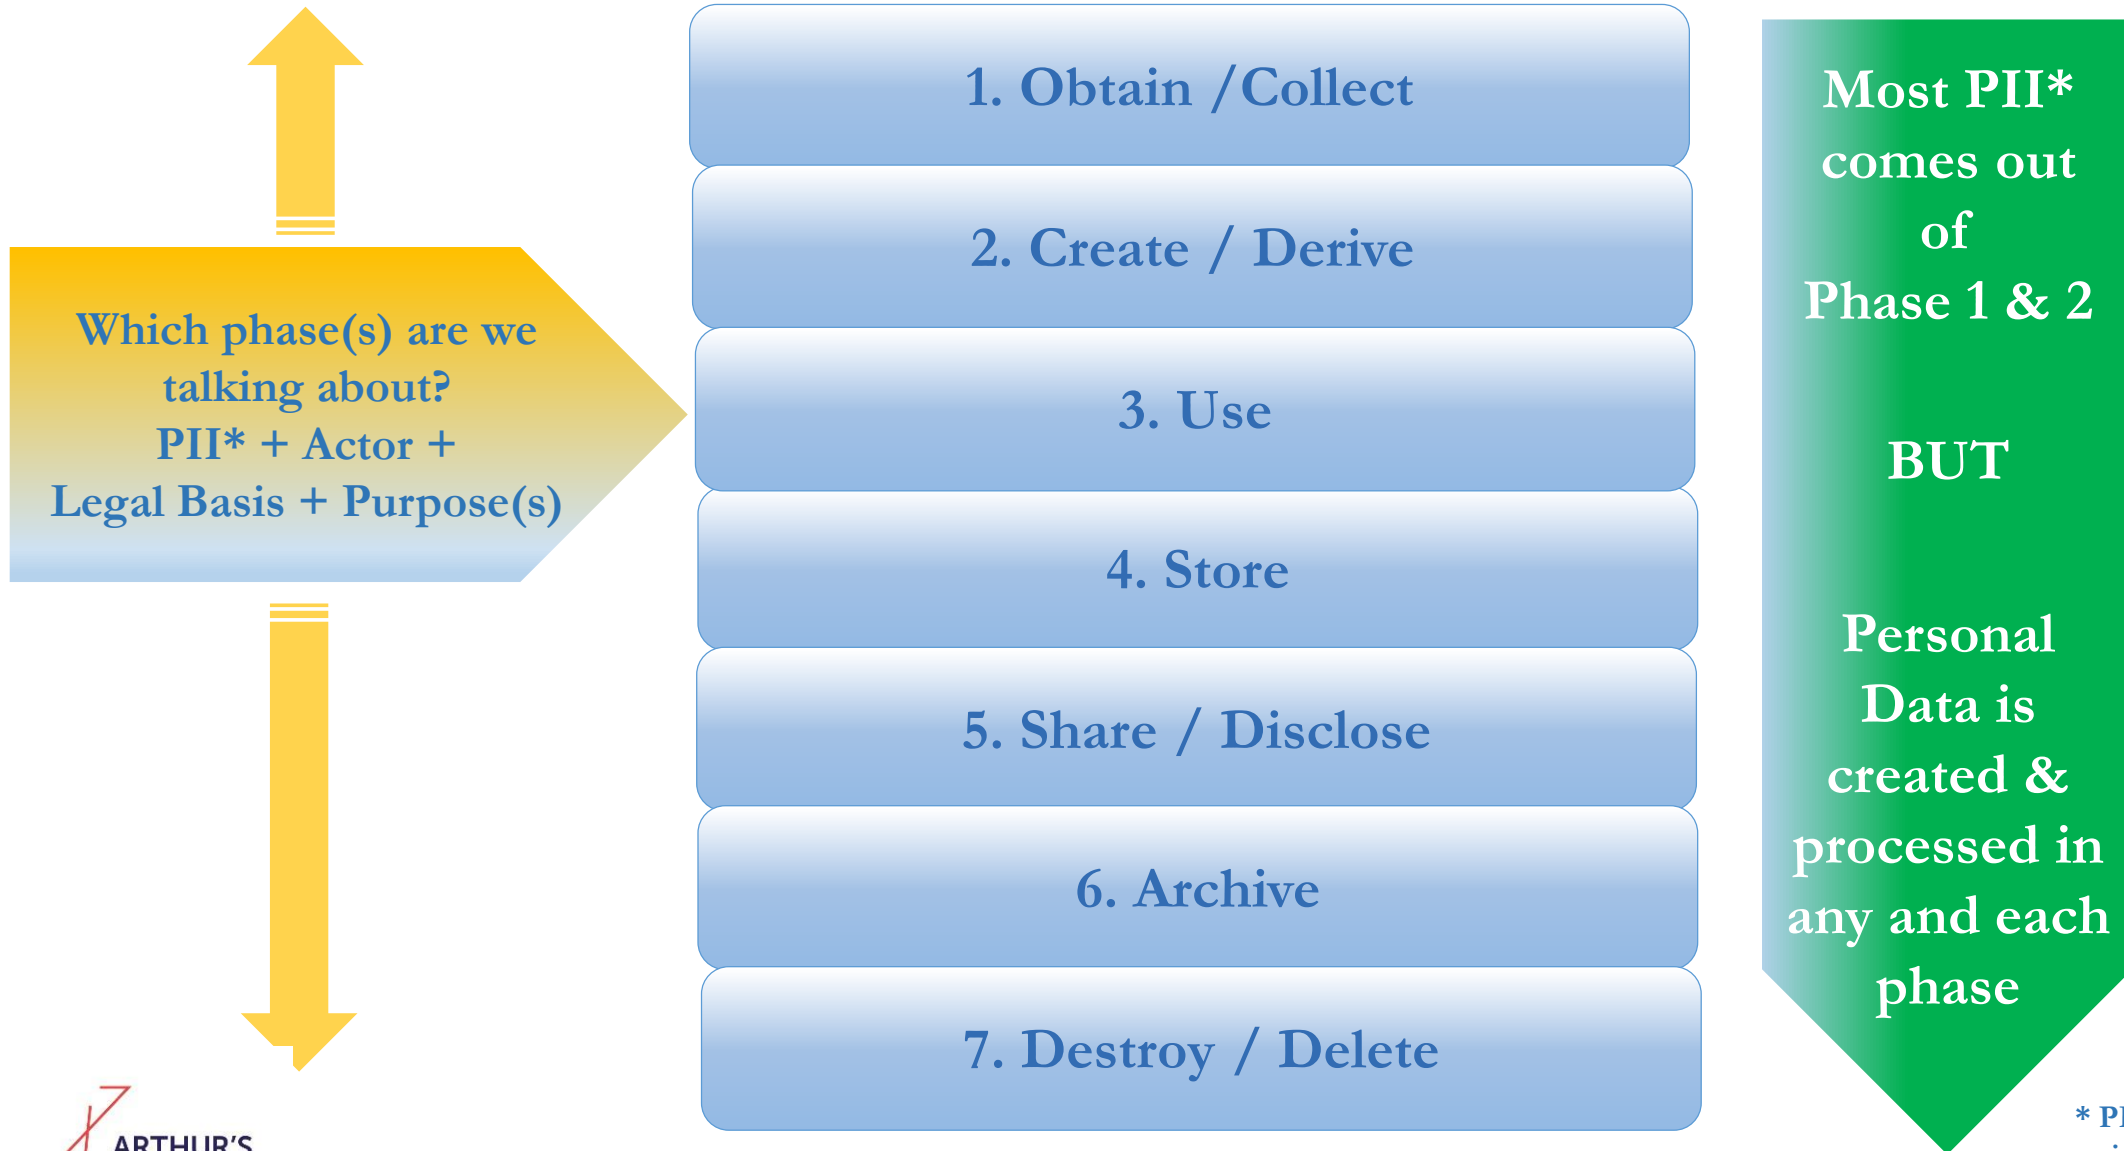 Which phase(s) are we
talking about?
PII* + Actor +
Legal Basis + Purpose(s)
1. Obtain /Collect
2. Create / Derive
3. Use
4. Store
5. Share / Disclose
6. Archive
7. Destroy / Delete
Most PII*
comes out
of
Phase 1 & 2
BUT
Personal
Data is
created &
processed in
any and each
phase
ARTHUR'S